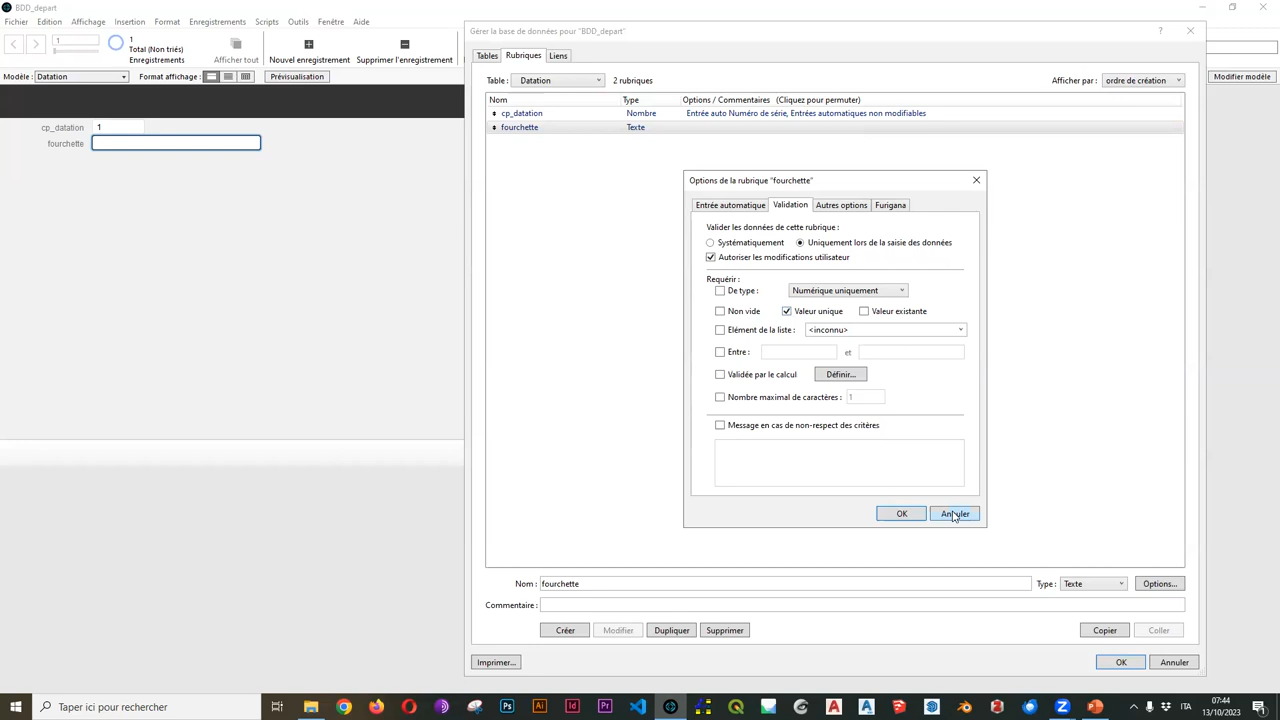 BDD_depart
Fichier Edition Affichage Insertion Format Enregistrements Scripts Outils Fenêtre Aide
1
1
Total (Non triés)
Enregistrements
Afficher tout
Nouvel enregistrement
Supprimer l'enregistrement
Modèle : Datation
Format affichage :
Prévisualisation
Modifier modèle
cp_datation 1
fourchette
Gérer la base de données pour "BDD_depart"
Tables Rubriques Liens
Table : Datation 2 rubriques
Afficher par : ordre de création
Nom Type Options / Commentaires (Cliquez pour permuter)
cp_datation Nombre Entrée auto Numéro de série, Entrées automatiques non modifiables
fourchette Texte
Options de la rubrique "fourchette"
Entrée automatique Validation Autres options Furigana
Valider les données de cette rubrique :
Systématiquement Uniquement lors de la saisie des données
Autoriser les modifications utilisateur
Requérir :
De type : Numérique uniquement
Non vide Valeur unique Valeur existante
Elément de la liste : <inconnu>
Entre : et
Validée par le calcul Définir...
Nombre maximal de caractères : 1
Message en cas de non-respect des critères
OK Annuler
Nom : fourchette Type : Texte Options...
Commentaire :
Créer Modifier Dupliquer Supprimer Copier Coller
Imprimer... OK Annuler
Taper ici pour rechercher
ITA
07:44
13/10/2023